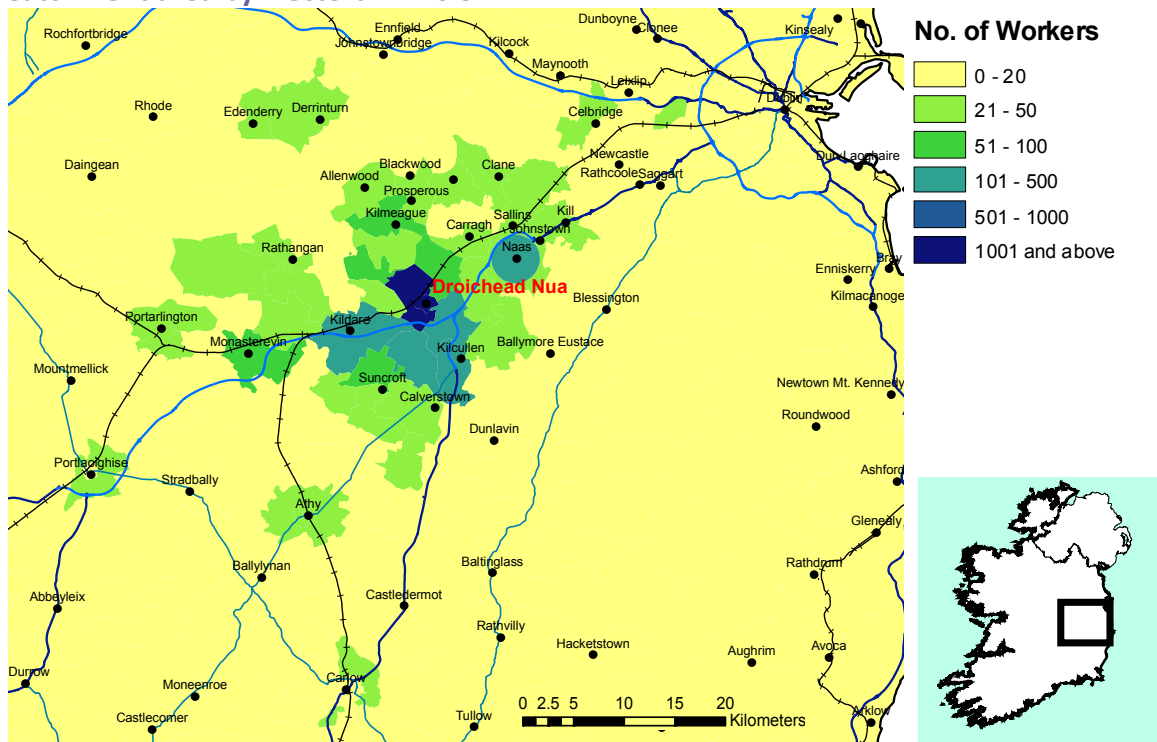 Rochfortbridge
Ennfield
Johnstownbridge
Kilcock
Dunboyne
Clonee
Kinsealy
Maynooth
Leixlip
Dublin
Rhode
Edenderry
Derrinturn
Celbridge
Daingean
Blackwood
Clane
Newcastle
Dun Laoghaire
Allenwood
Prosperous
Rathcoole
Saggart
Kilmeague
Carragh
Sallins
Kill
Johnstown
Rathangan
Naas
Bray
Enniskerry
Droichead Nua
Blessington
Kilmacanoge
Portarlington
Kildare
Monasterevin
Kilcullen
Ballymore Eustace
Mountmellick
Suncroft
Newtown Mt. Kennedy
Calverstown
Roundwood
Dunlavin
Portlaoighise
Stradbally
Ashford
Athy
Glenealy
Ballylynan
Baltinglass
Rathdrum
Abbeyleix
Castledermot
Rathvilly
Hacketstown
Aughrim
Avoca
Durrow
Moneenroe
Carlow
Castlecomer
Tullow
Arklow
0 2.5 5 10 15 20
Kilometers
No. of Workers
0 - 20
21 - 50
51 - 100
101 - 500
501 - 1000
1001 and above